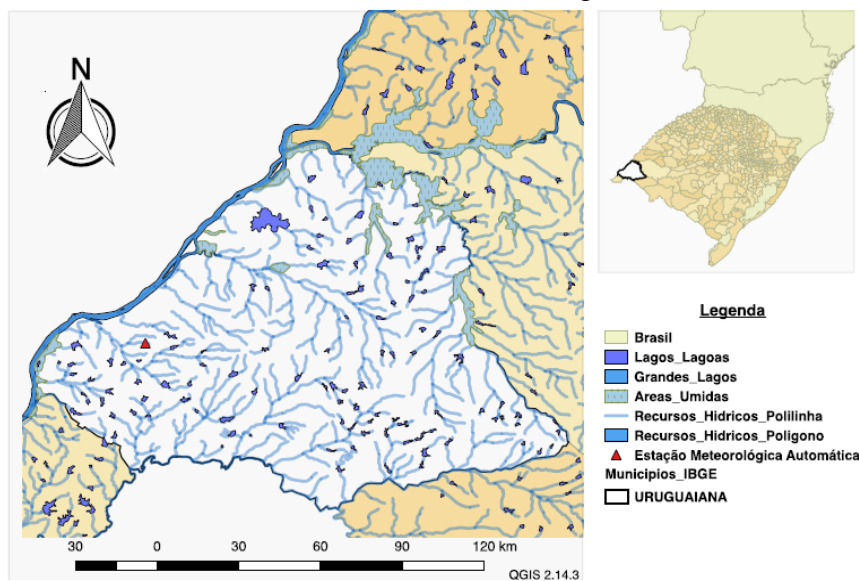 N
Legenda
Brasil
Lagos_Lagoas
Grandes_Lagos
Areas_Umidas
Recursos_Hidricos_Polilinha
Recursos_Hidricos_Poligono
Estação Meteorológica Automática
Municipios_IBGE
URUGUAIANA
30 0 30 60 90 120 km
QGIS 2.14.3